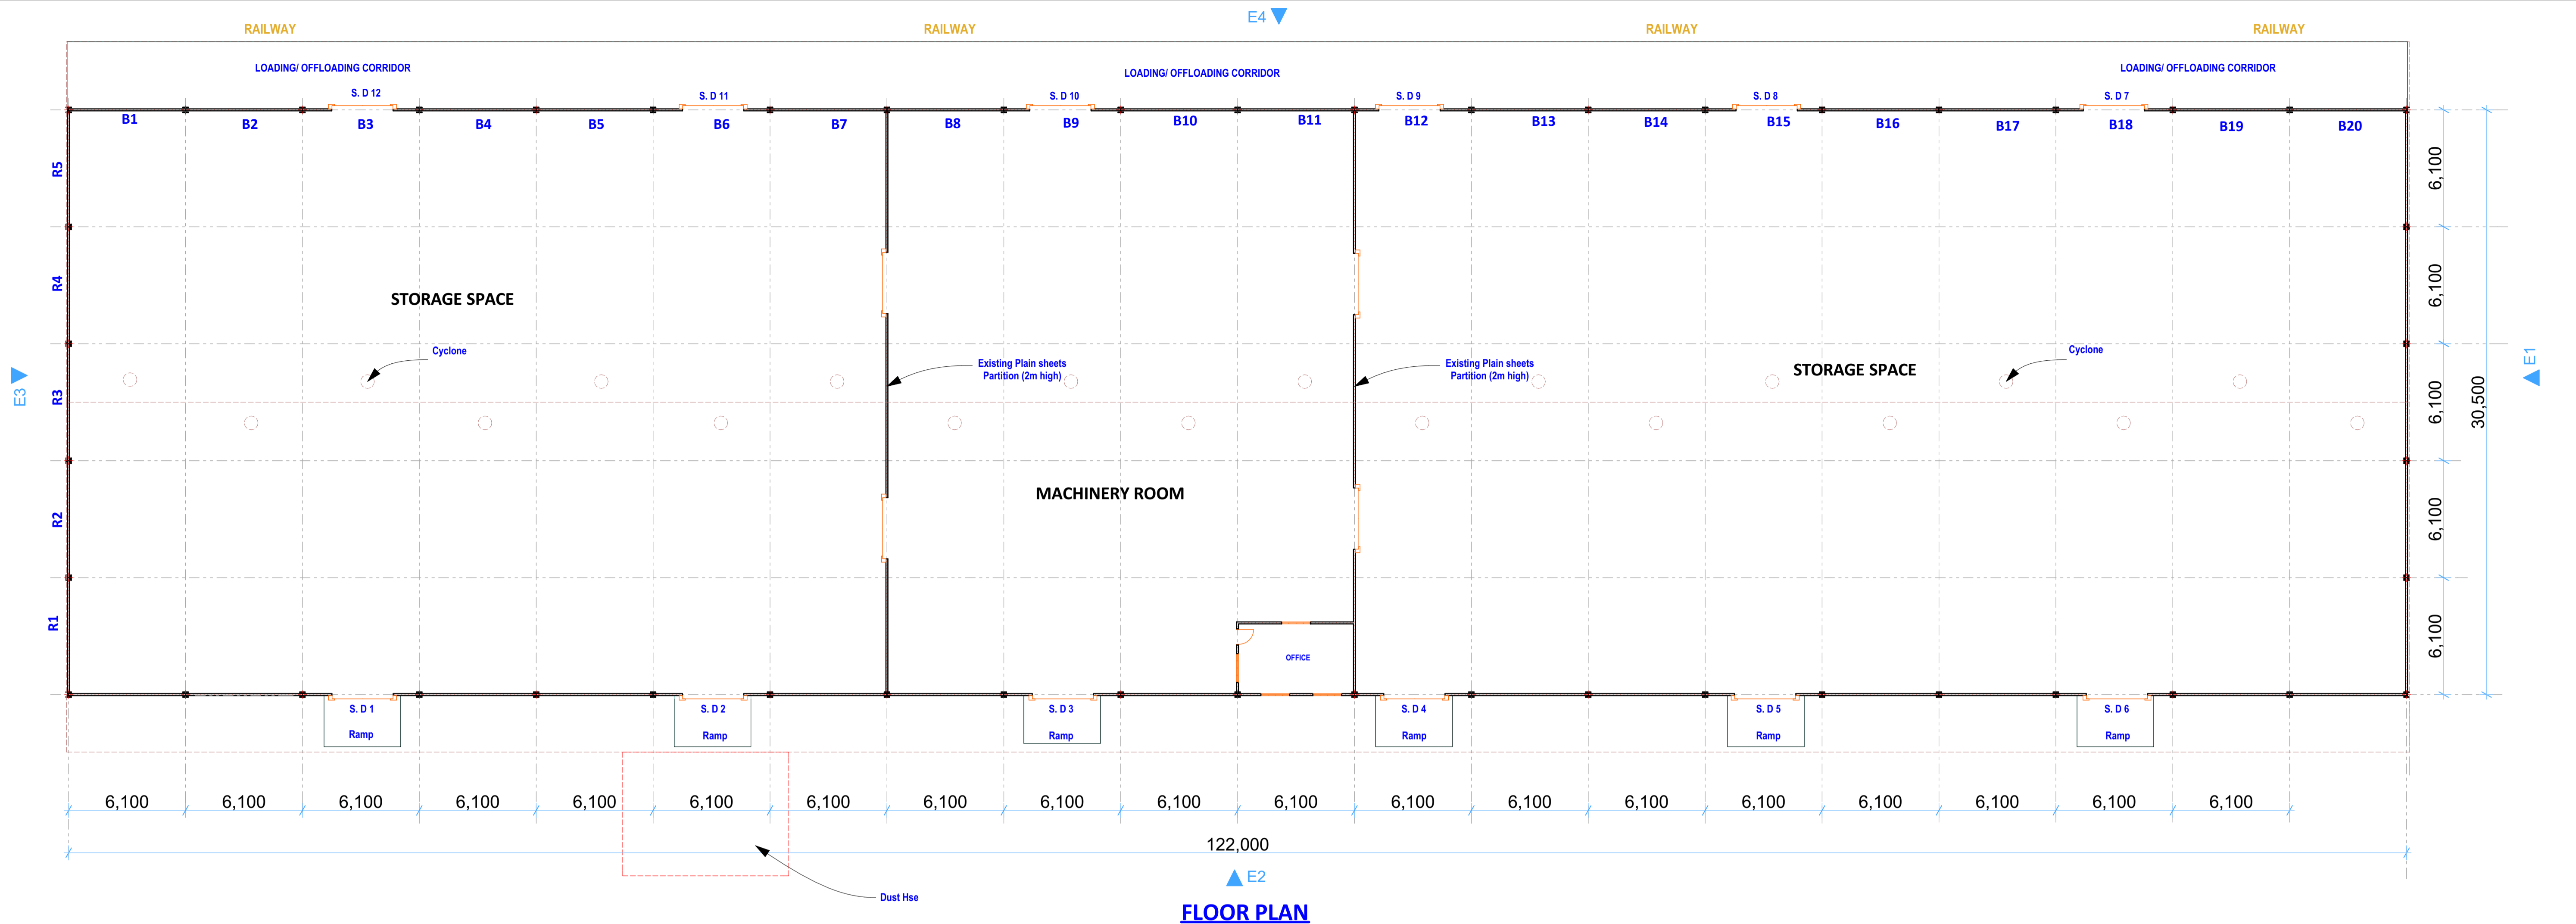 E4
RAILWAY RAILWAY RAILWAY RAILWAY
LOADING/ OFFLOADING CORRIDOR LOADING/ OFFLOADING CORRIDOR LOADING/ OFFLOADING CORRIDOR
S. D 12 S. D 11 S. D 10 S. D 9 S. D 8 S. D 7
B1 B2 B3 B4 B5 B6 B7 B8 B9 B10 B11 B12 B13 B14 B15 B16 B17 B18 B19 B20
R5
6,100
R4
6,100
STORAGE SPACE
Cyclone
Existing Plain sheets
Partition (2m high)
Existing Plain sheets
Partition (2m high)
STORAGE SPACE
Cyclone
E3
R3
6,100
30,500
E1
MACHINERY ROOM
R2
6,100
R1
6,100
OFFICE
S. D 1 S. D 2 S. D 3 S. D 4 S. D 5 S. D 6
Ramp Ramp Ramp Ramp Ramp Ramp
6,100 6,100 6,100 6,100 6,100 6,100 6,100 6,100 6,100 6,100 6,100 6,100 6,100 6,100 6,100 6,100 6,100 6,100 6,100
122,000
E2
Dust Hse
FLOOR PLAN